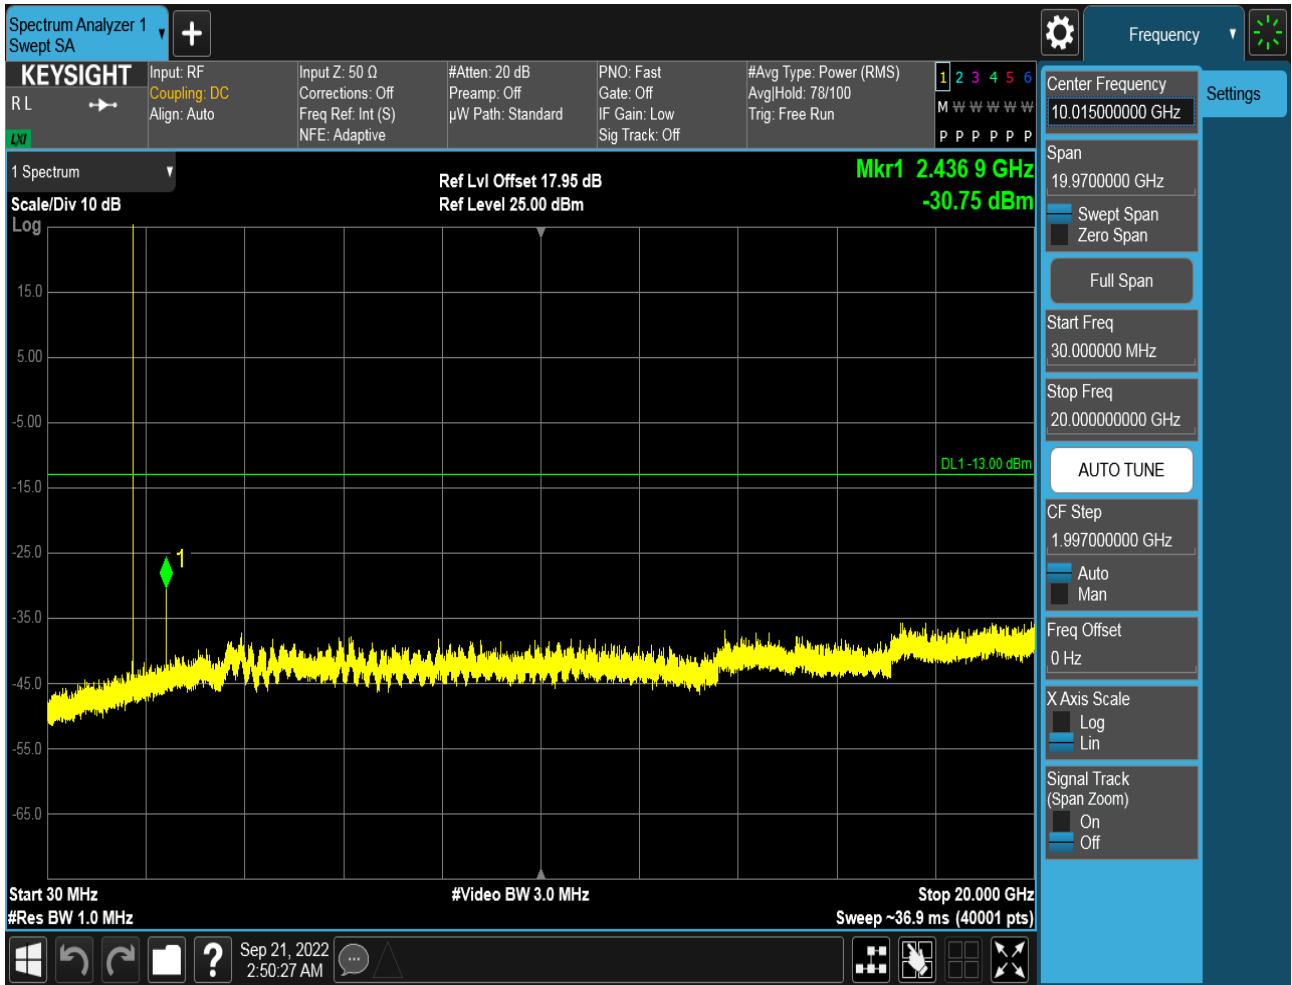 Spectrum Analyzer 1
Swept SA
Frequency
KEYSIGHT
R L
LXI
Input: RF
Coupling: DC
Align: Auto
Input Z: 50 Ω
Corrections: Off
Freq Ref: Int (S)
NFE: Adaptive
#Atten: 20 dB
Preamp: Off
µW Path: Standard
PNO: Fast
Gate: Off
IF Gain: Low
Sig Track: Off
#Avg Type: Power (RMS)
Avg|Hold: 78/100
Trig: Free Run
1 2 3 4 5 6
M W W W W W
P P P P P P
1 Spectrum
Scale/Div 10 dB
Log
Ref Lvl Offset 17.95 dB
Ref Level 25.00 dBm
Mkr1 2.436 9 GHz
-30.75 dBm
15.0
5.00
-5.00
DL1 -13.00 dBm
-15.0
-25.0
1
-35.0
-45.0
-55.0
-65.0
Start 30 MHz
#Res BW 1.0 MHz
#Video BW 3.0 MHz
Stop 20.000 GHz
Sweep ~36.9 ms (40001 pts)
Sep 21, 2022
2:50:27 AM
?
Center Frequency
10.015000000 GHz
Settings
Span
19.9700000 GHz
Swept Span
Zero Span
Full Span
Start Freq
30.000000 MHz
Stop Freq
20.000000000 GHz
AUTO TUNE
CF Step
1.997000000 GHz
Auto
Man
Freq Offset
0 Hz
X Axis Scale
Log
Lin
Signal Track
(Span Zoom)
On
Off